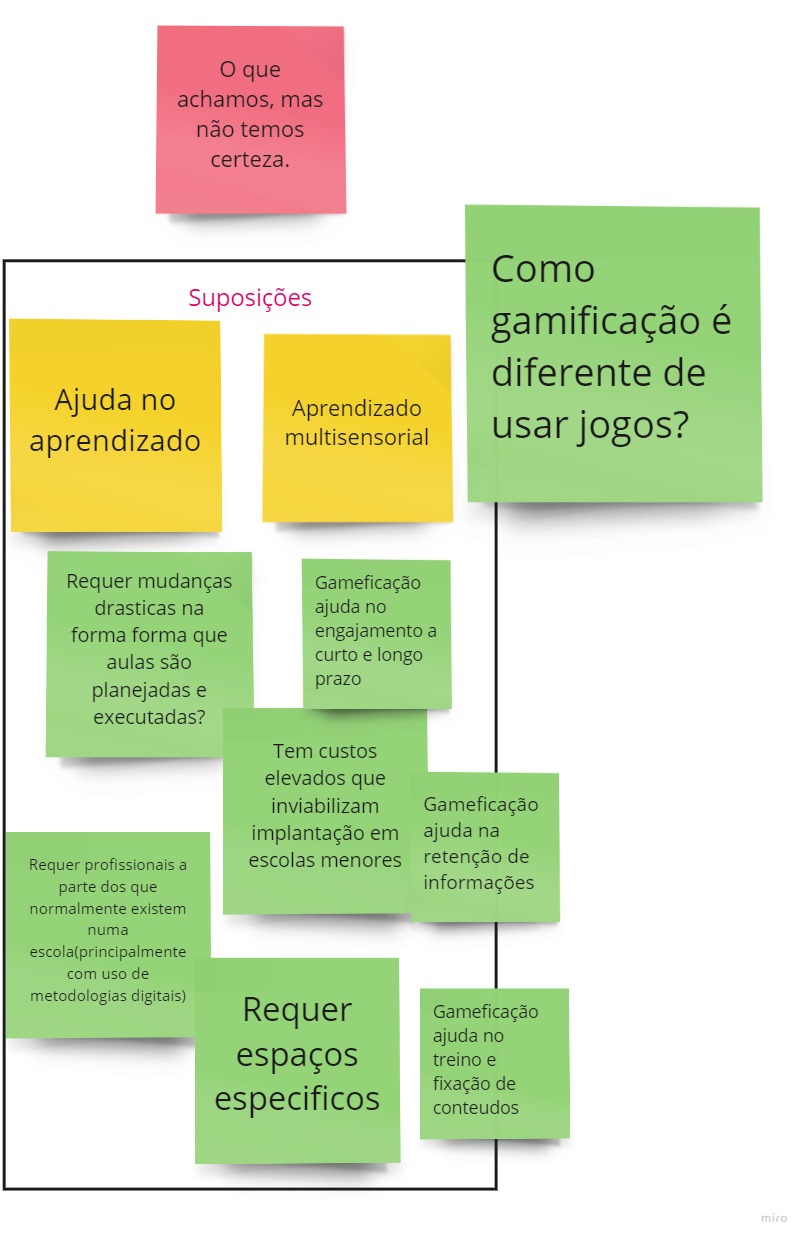 O que
achamos, mas
não temos
certeza.
Suposições
Como
gamificação é
diferente de
usar jogos?
Ajuda no
aprendizado
Aprendizado
multisensorial
Requer mudanças
drasticas na
forma forma que
aulas são
planejadas e
executadas?
Gameficação
ajuda no
engajamento a
curto e longo
prazo
Tem custos
elevados que
inviabilizam
implantação em
escolas menores
Gameficação
ajuda na
retenção de
informações
Requer profissionais a
parte dos que
normalmente existem
numa
escola(principalmente
com uso de
metodologias digitais)
Requer
espaços
especificos
Gameficação
ajuda no
treino e
fixação de
conteudos
miro